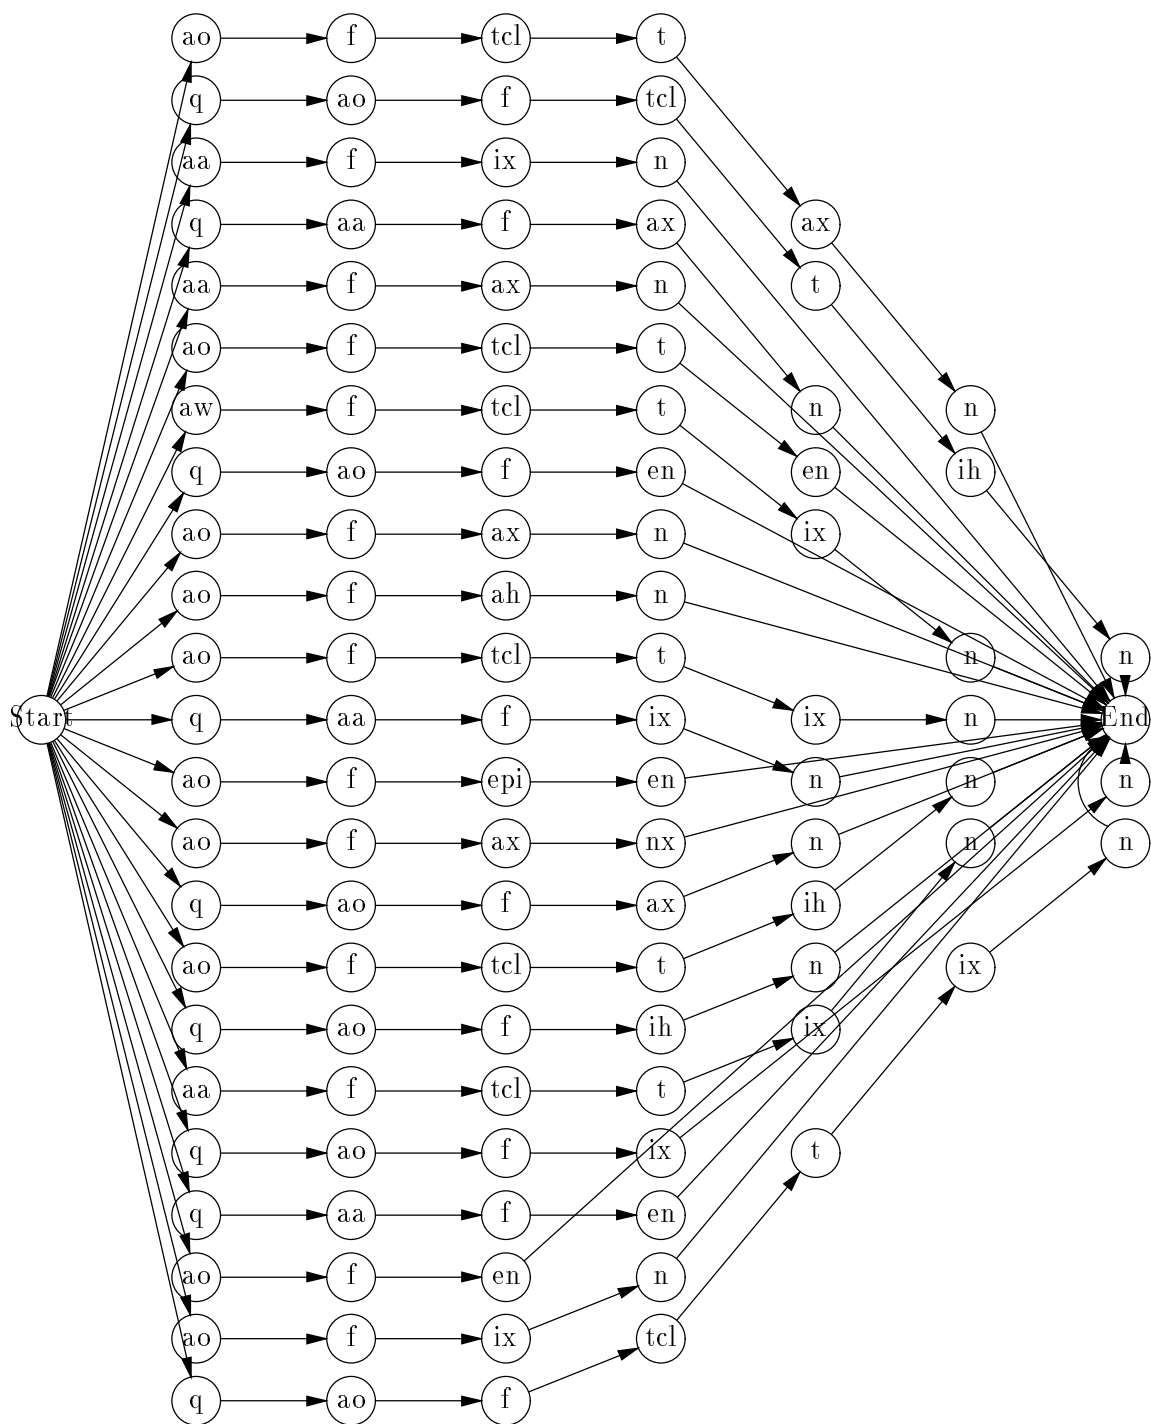 ao f tcl t
q ao f tcl
aa f ix n
q aa f ax ax
aa f ax n t
ao f tcl t
aw f tcl t n n
q ao f en en ih
ao f ax n ix
ao f ah n
ao f tcl t n n
Start q aa f ix ix n End
ao f epi en n n n
ao f ax nx n n n
q ao f ax ih
ao f tcl t n ix
q ao f ih ix
aa f tcl t
q ao f ix t
q aa f en
ao f en n
ao f ix tcl
q ao f